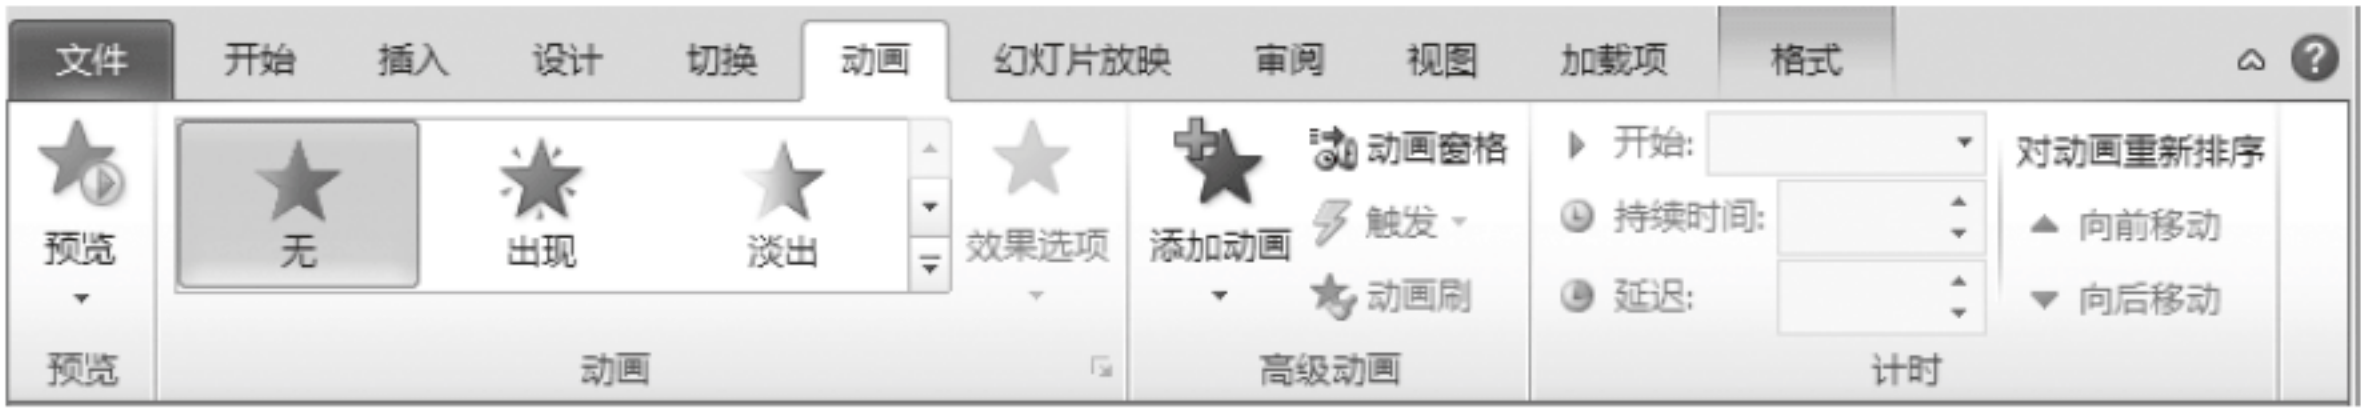 文件 开始 插入 设计 切换 动画 幻灯片放映 审阅 视图 加载项 格式 ?
预览
无 出现 淡出
效果选项
添加动画
动画窗格
触发
动画刷
开始:
持续时间:
延迟:
对动画重新排序
向前移动
向后移动
预览 动画 高级动画 计时